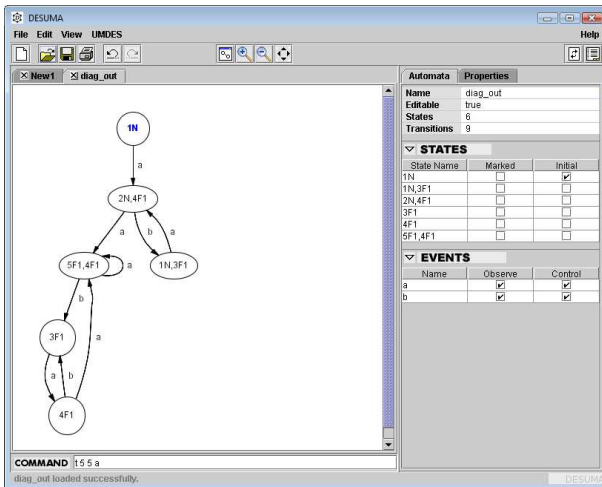 DESUMA
File Edit View UMDES Help
New1 diag_out
1N
a
2N,4F1
a b a
5F1,4F1 a 1N,3F1
b
3F1
a b a
4F1
Automata Properties
Name diag_out
Editable true
States 6
Transitions 9
STATES
State Name Marked Initial
1N
1N,3F1
2N,4F1
3F1
4F1
5F1,4F1
EVENTS
Name Observe Control
a
b
COMMAND t 5 5 a
diag_out loaded successfully. DESUMA